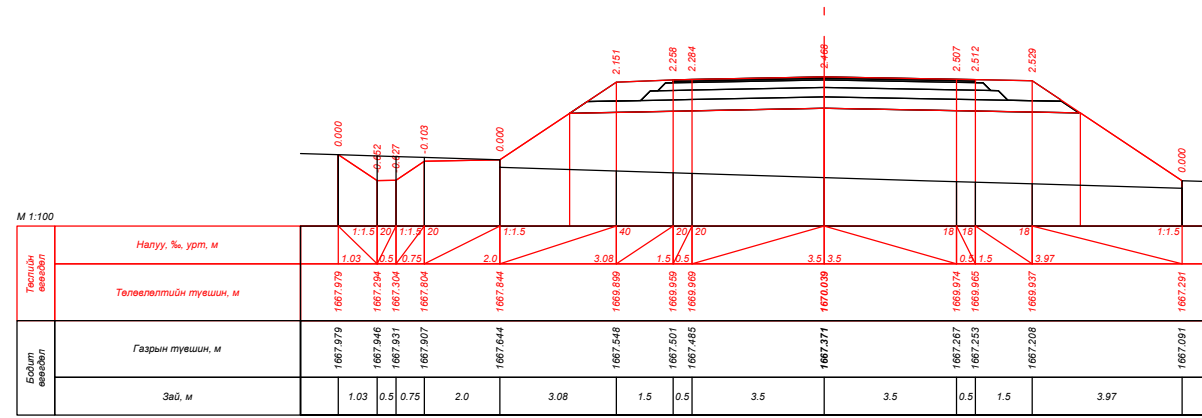 0.000 -0.652 -0.627 -0.103 0.000 2.151 2.258 2.284 2.468 2.507 2.512 2.529 0.000
М 1:100
Төслийн өгөгдөл
Налуу, ‰, урт, м
1:1.5 20 1:1.5 20 1:1.5 40 20 20 18 18 18 1:1.5
1.03 0.5 0.75 2.0 3.08 1.5 0.5 3.5 3.5 0.5 1.5 3.97
Төлөвлөлтийн түвшин, м
1667.979 1667.294 1667.304 1667.804 1667.844 1669.899 1669.959 1669.969 1670.039 1669.974 1669.965 1669.937 1667.291
Бодит өгөгдөл
Газрын түвшин, м
1667.979 1667.946 1667.931 1667.907 1667.644 1667.548 1667.501 1667.485 1667.371 1667.267 1667.253 1667.208 1667.091
Зай, м
1.03 0.5 0.75 2.0 3.08 1.5 0.5 3.5 3.5 0.5 1.5 3.97